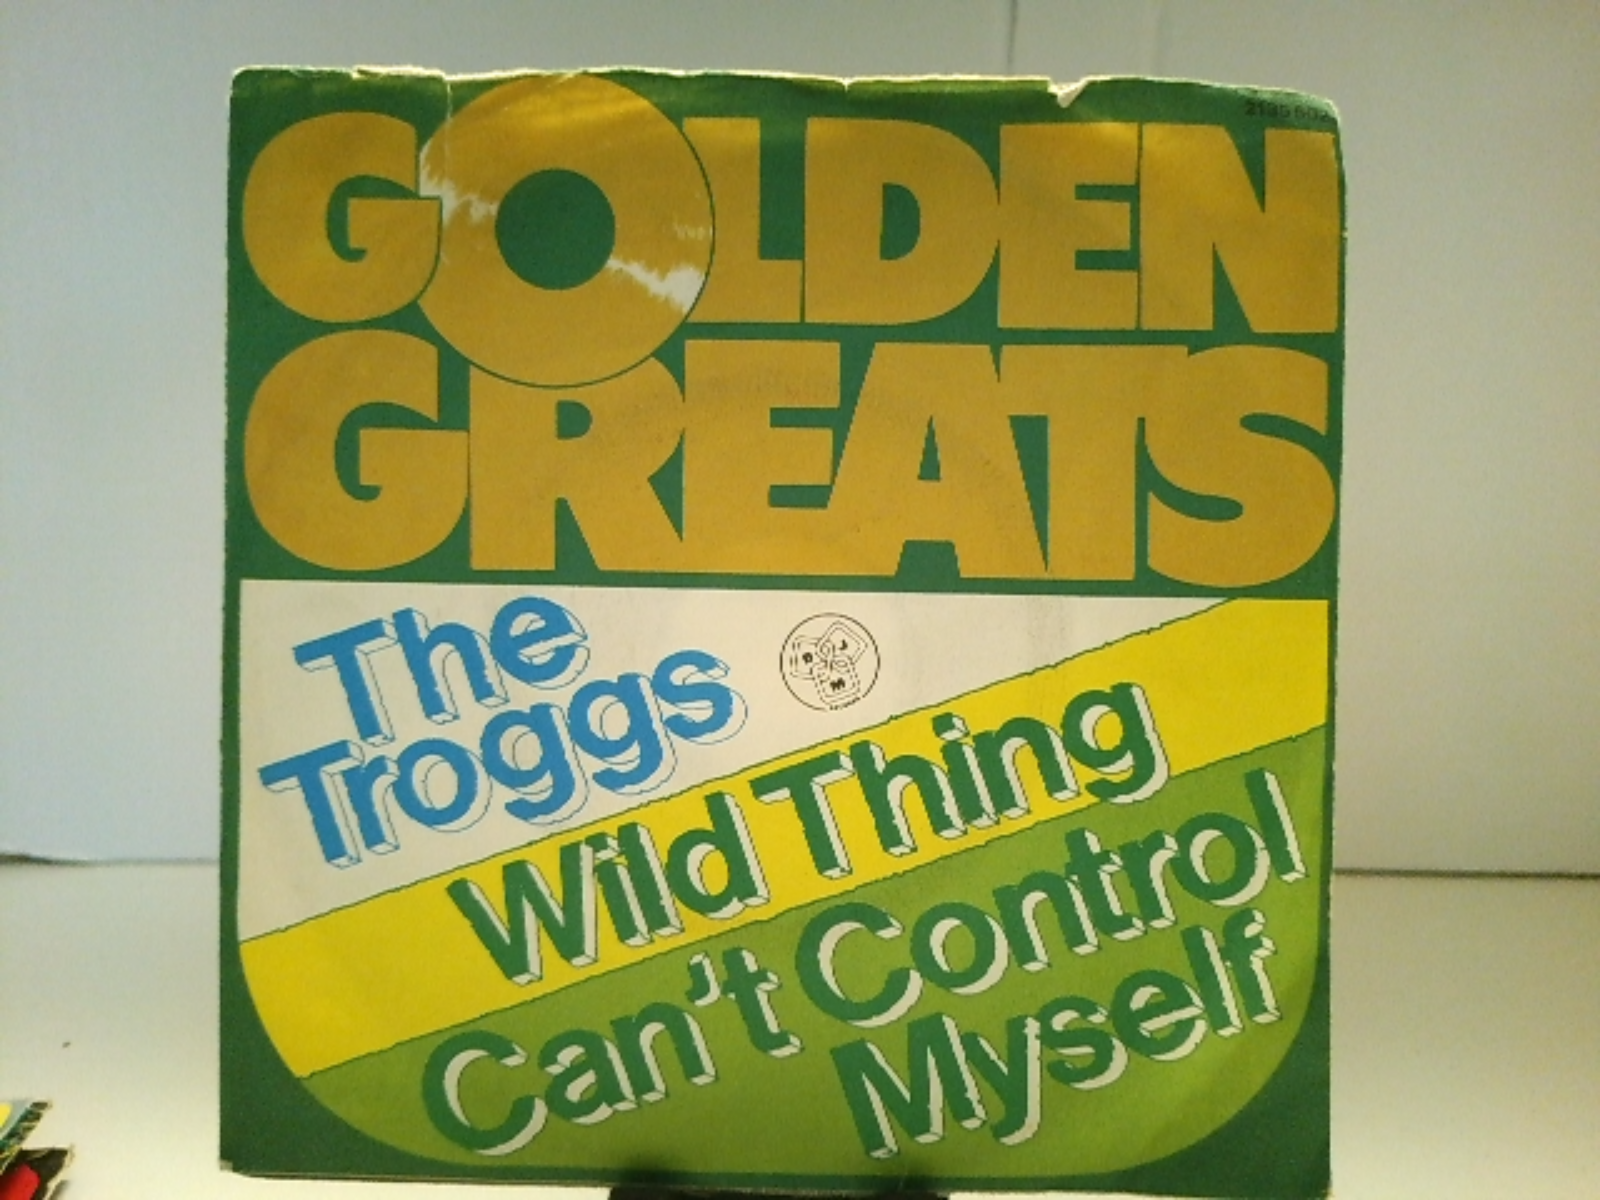 GOLDEN
GREATS
The
Troggs
D J
M
Wild Thing
Can't Control
Myself